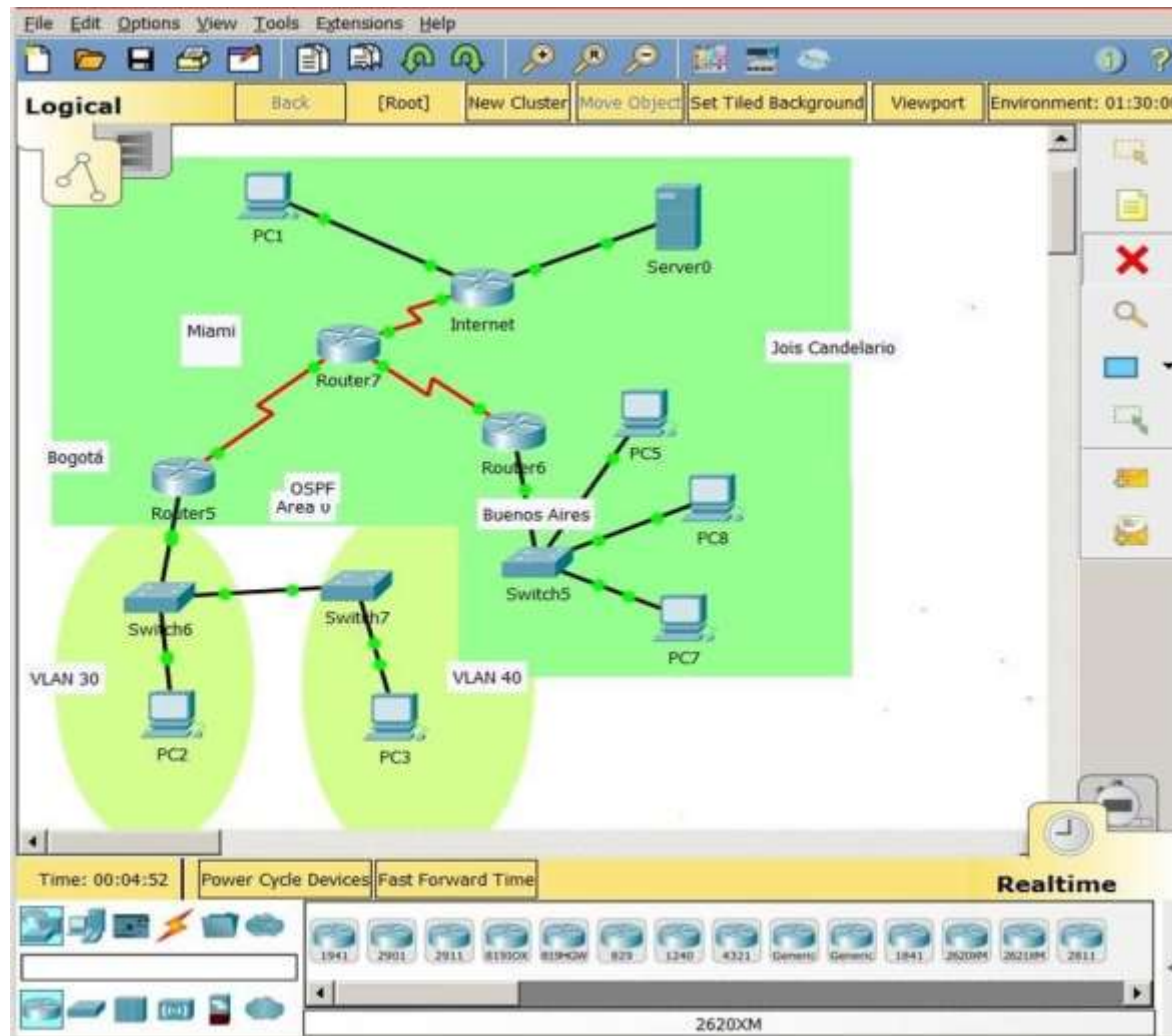 File Edit Options View Tools Extensions Help
Logical
Back
[Root]
New Cluster
Move Object
Set Tiled Background
Viewport
Environment: 01:30:00
PC1
Server0
Internet
Miami
Jois Candelario
Router7
PC5
Router6
Bogotá
OSPF
Area 0
Router5
Buenos Aires
PC8
Switch5
Switch7
Switch6
PC7
VLAN 30
VLAN 40
PC2
PC3
Time: 00:04:52
Power Cycle Devices
Fast Forward Time
Realtime
1941 2901 2911 819IOX 819HGW 829 1240 4321 Generic Generic 1841 2620XM 2621XM 2811
2620XM